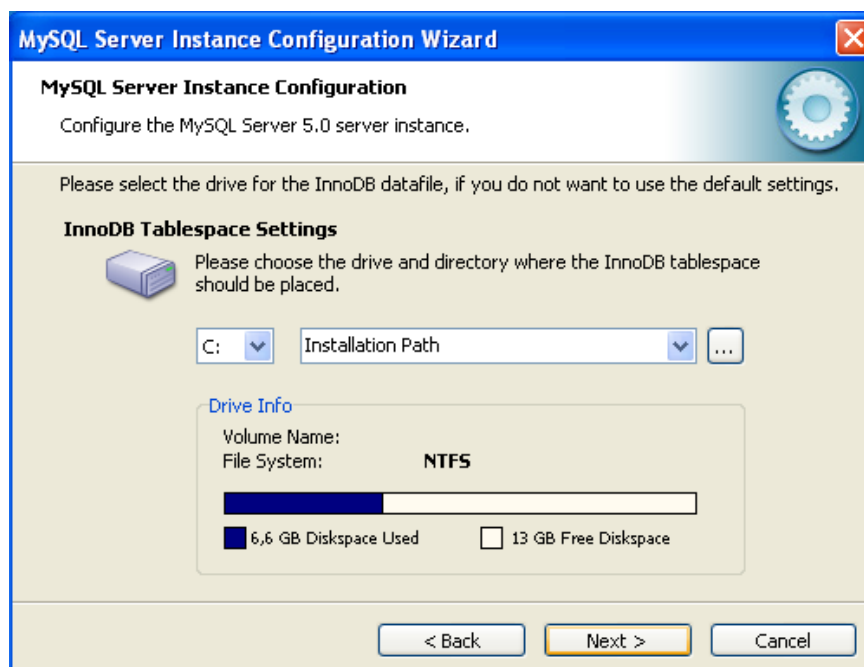 MySQL Server Instance Configuration Wizard
MySQL Server Instance Configuration
Configure the MySQL Server 5.0 server instance.
Please select the drive for the InnoDB datafile, if you do not want to use the default settings.
InnoDB Tablespace Settings
Please choose the drive and directory where the InnoDB tablespace
should be placed.
C: Installation Path ...
Drive Info
Volume Name:
File System: NTFS
6,6 GB Diskspace Used 13 GB Free Diskspace
< Back Next > Cancel